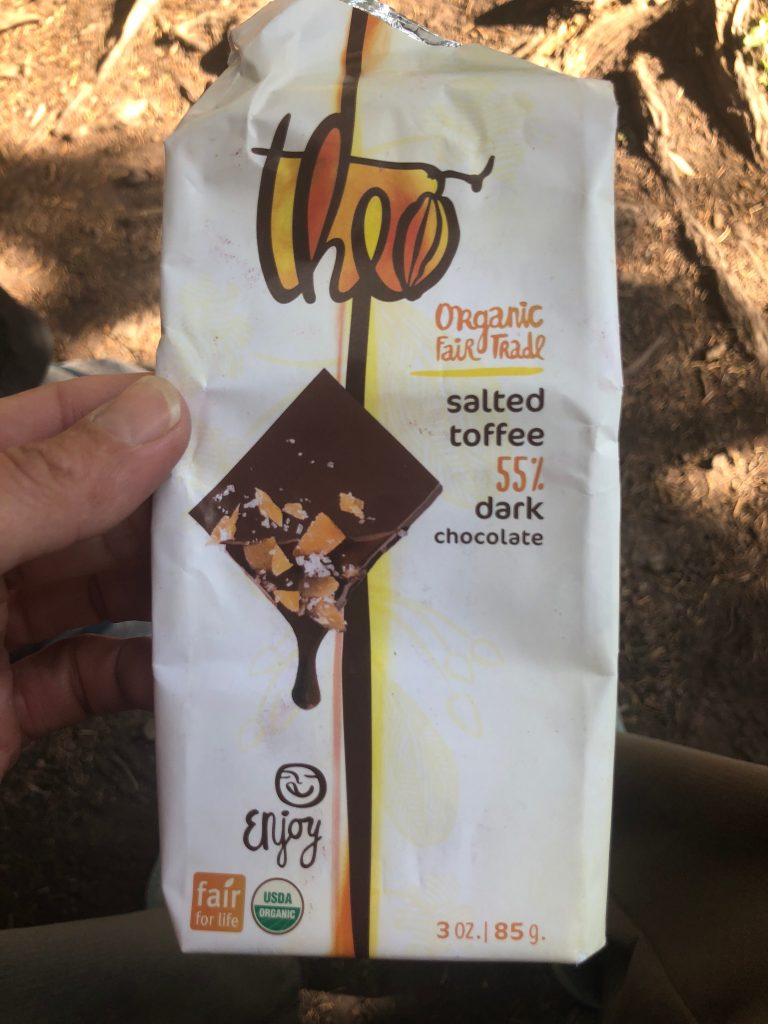 theo
Organic
Fair Trade
salted
toffee
55%
dark
chocolate
Enjoy
fair
for life
USDA
ORGANIC
3 oz. | 85 g.